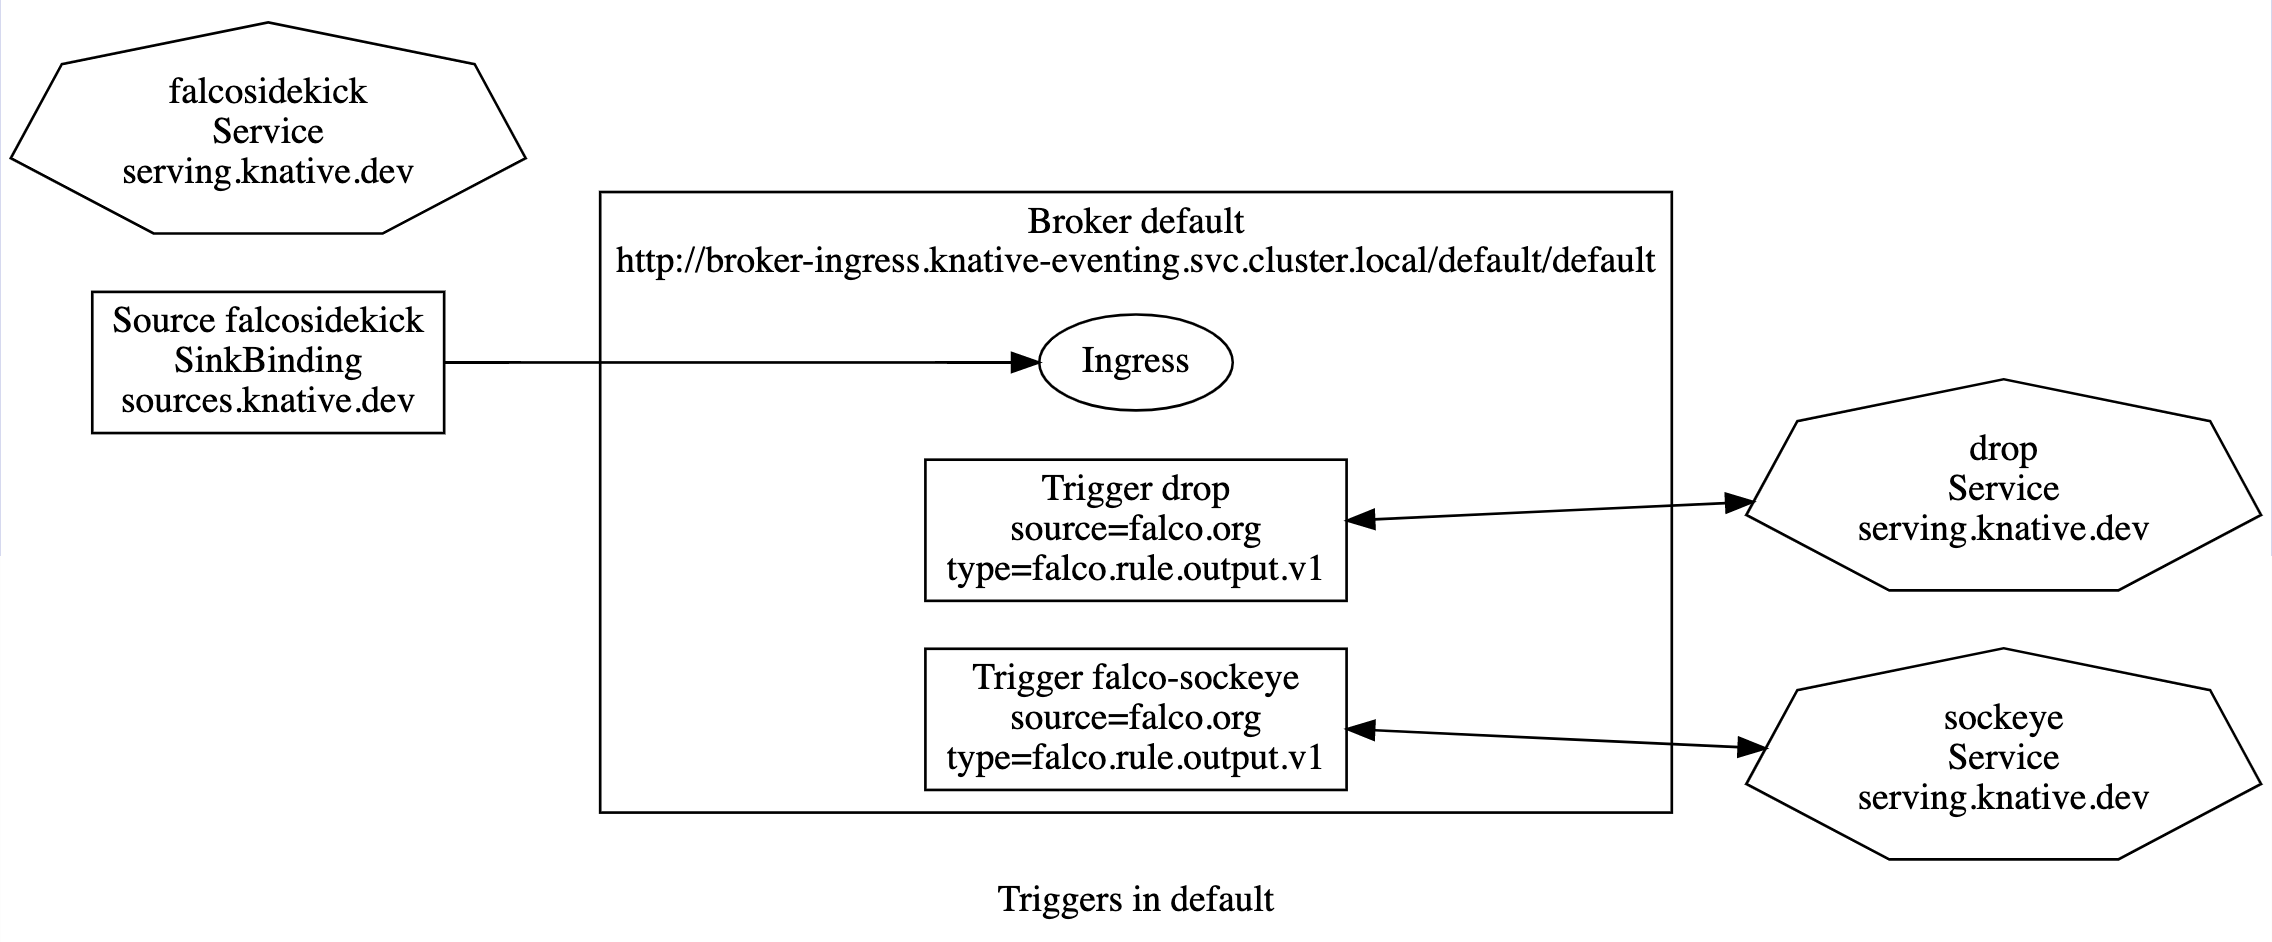 falcosidekick
Service
serving.knative.dev
Source falcosidekick
SinkBinding
sources.knative.dev
Broker default
http://broker-ingress.knative-eventing.svc.cluster.local/default/default
Ingress
Trigger drop
source=falco.org
type=falco.rule.output.v1
Trigger falco-sockeye
source=falco.org
type=falco.rule.output.v1
drop
Service
serving.knative.dev
sockeye
Service
serving.knative.dev
Triggers in default